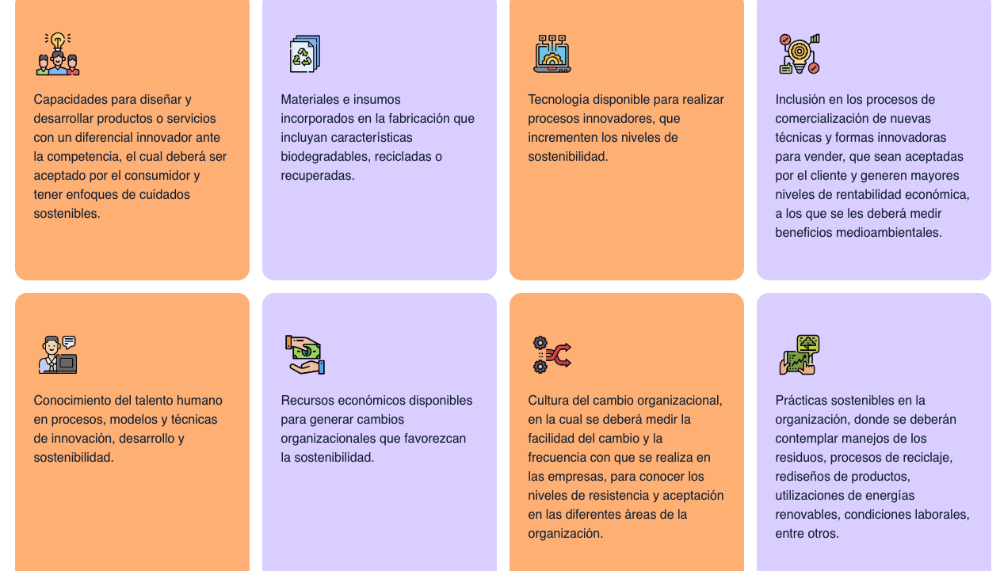 Capacidades para diseñar y
desarrollar productos o servicios
con un diferencial innovador ante
la competencia, el cual deberá ser
aceptado por el consumidor y
tener enfoques de cuidados
sostenibles.
Materiales e insumos
incorporados en la fabricación que
incluyan características
biodegradables, recicladas o
recuperadas.
Tecnología disponible para realizar
procesos innovadores, que
incrementen los niveles de
sostenibilidad.
Inclusión en los procesos de
comercialización de nuevas
técnicas y formas innovadoras
para vender, que sean aceptadas
por el cliente y generen mayores
niveles de rentabilidad económica,
a los que se les deberá medir
beneficios medioambientales.
Conocimiento del talento humano
en procesos, modelos y técnicas
de innovación, desarrollo y
sostenibilidad.
Recursos económicos disponibles
para generar cambios
organizacionales que favorezcan
la sostenibilidad.
Cultura del cambio organizacional,
en la cual se deberá medir la
facilidad del cambio y la
frecuencia con que se realiza en
las empresas, para conocer los
niveles de resistencia y aceptación
en las diferentes áreas de la
organización.
Prácticas sostenibles en la
organización, donde se deberán
contemplar manejos de los
residuos, procesos de reciclaje,
rediseños de productos,
utilizaciones de energías
renovables, condiciones laborales,
entre otros.